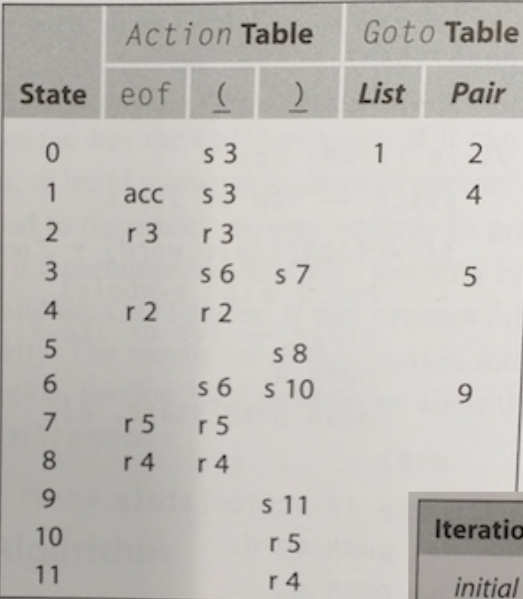 Action Table Goto Table
State eof ( ) List Pair
0 s 3 1 2
1 acc s 3 4
2 r 3 r 3
3 s 6 s 7 5
4 r 2 r 2
5 s 8
6 s 6 s 10 9
7 r 5 r 5
8 r 4 r 4
9 s 11
10 r 5
11 r 4
initial